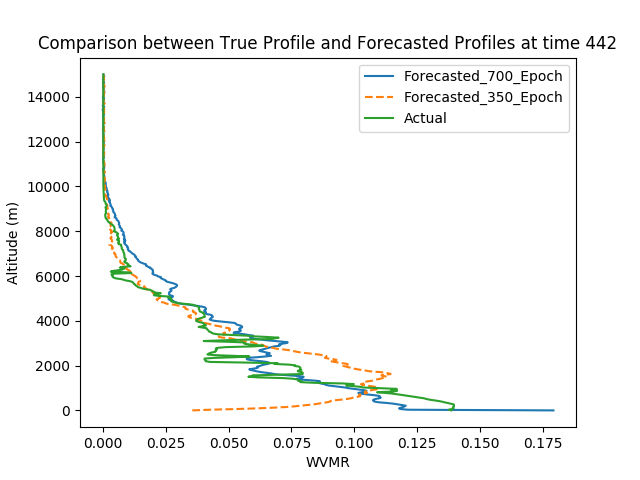 Comparison between True Profile and Forecasted Profiles at time 442
Forecasted_700_Epoch
Forecasted_350_Epoch
Actual
Altitude (m)
14000
12000
10000
8000
6000
4000
2000
0
0.000 0.025 0.050 0.075 0.100 0.125 0.150 0.175
WVMR